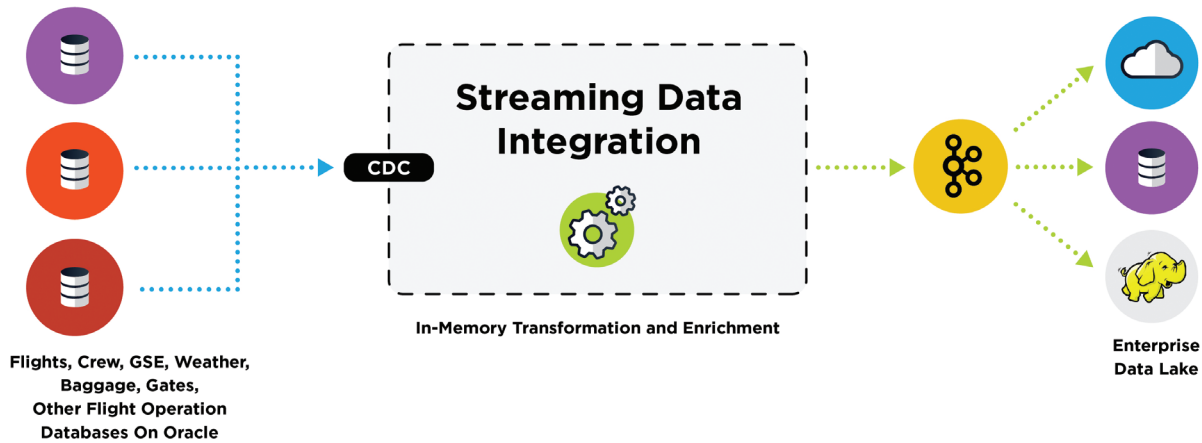 Streaming Data
Integration
CDC
In-Memory Transformation and Enrichment
Flights, Crew, GSE, Weather,
Baggage, Gates,
Other Flight Operation
Databases On Oracle
Enterprise
Data Lake